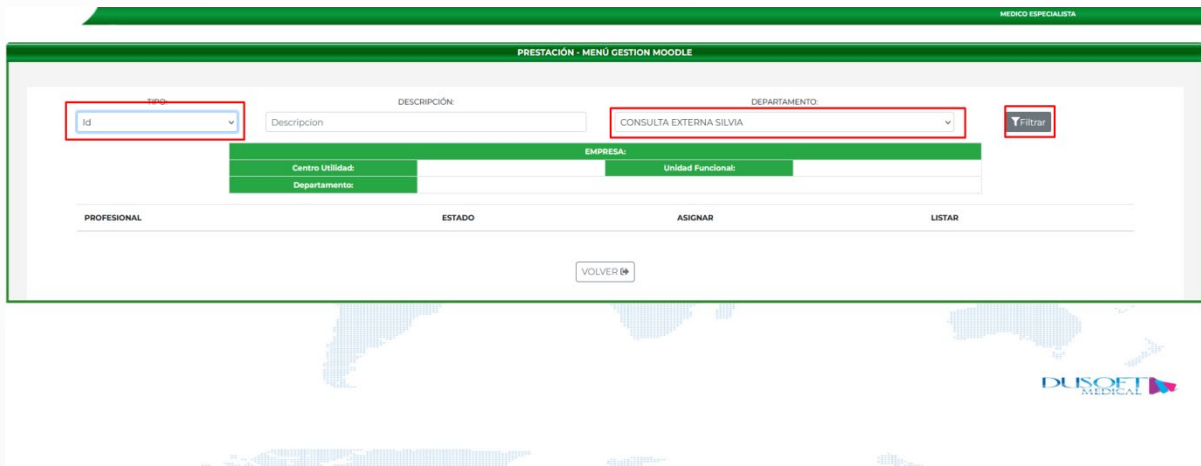 MEDICO ESPECIALISTA
PRESTACIÓN - MENÚ GESTION MOODLE
TIPO: DESCRIPCIÓN: DEPARTAMENTO:
Id Descripcion CONSULTA EXTERNA SILVIA Filtrar
EMPRESA:
Centro Utilidad: Unidad Funcional:
Departamento:
PROFESIONAL ESTADO ASIGNAR LISTAR
VOLVER
DUSOFT
MEDICAL